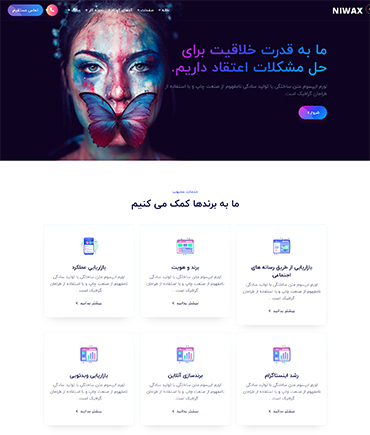 NIWAX
خانه
صفحات
تماس با ما فرم
ما به قدرت خلاقیت برای
حل مشکلات اعتقاد داریم.
لورم ایپسوم متن ساختگی با تولید سادگی نامفهوم از صنعت چاپ و با استفاده از
طراحان گرافیک است.
شروع
خدمات محبوب
ما به برندها کمک می کنیم
بازاریابی از طریق رسانه های
اجتماعی
لورم ایپسوم متن ساختگی با تولید سادگی
نامفهوم از صنعت چاپ و با استفاده از طراحان
گرافیک است.
بیشتر بدانید
برند و هویت
لورم ایپسوم متن ساختگی با تولید سادگی
نامفهوم از صنعت چاپ و با استفاده از طراحان
گرافیک است.
بیشتر بدانید
بازاریابی عملکرد
لورم ایپسوم متن ساختگی با تولید سادگی
نامفهوم از صنعت چاپ و با استفاده از طراحان
گرافیک است.
بیشتر بدانید
رشد اینستاگرام
لورم ایپسوم متن ساختگی با تولید سادگی
نامفهوم از صنعت چاپ و با استفاده از طراحان
گرافیک است.
بیشتر بدانید
برندسازی آنلاین
لورم ایپسوم متن ساختگی با تولید سادگی
نامفهوم از صنعت چاپ و با استفاده از طراحان
گرافیک است.
بیشتر بدانید
بازاریابی ویدئویی
لورم ایپسوم متن ساختگی با تولید سادگی
نامفهوم از صنعت چاپ و با استفاده از طراحان
گرافیک است.
بیشتر بدانید